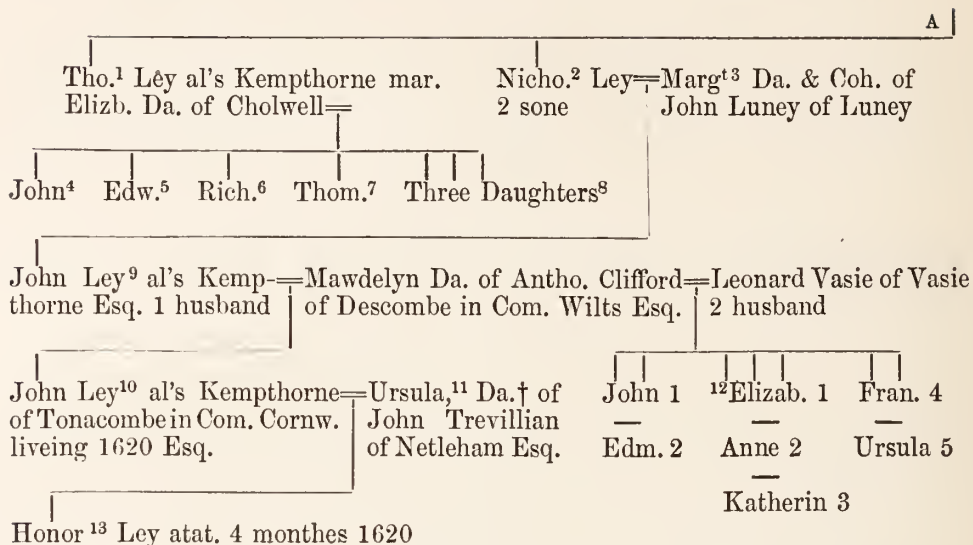 A
Tho.¹ Ley al's Kempthorne mar.
Elizb. Da. of Cholwell
Nicho.² Ley
2 sone
Margᵗ³ Da. & Coh. of
John Luney of Luney
John⁴ Edw.⁵ Rich.⁶ Thom.⁷ Three Daughters⁸
John Ley⁹ al's Kemp-
thorne Esq. 1 husband
Mawdelyn Da. of Antho. Clifford
of Descombe in Com. Wilts Esq.
Leonard Vasie of Vasie
2 husband
John Ley¹⁰ al's Kempthorne
of Tonacombe in Com. Cornw.
liveing 1620 Esq.
Ursula,¹¹ Da.† of
John Trevillian
of Netleham Esq.
John 1
Edm. 2
¹²Elizab. 1
Anne 2
Katherin 3
Fran. 4
Ursula 5
Honor ¹³ Ley atat. 4 monthes 1620